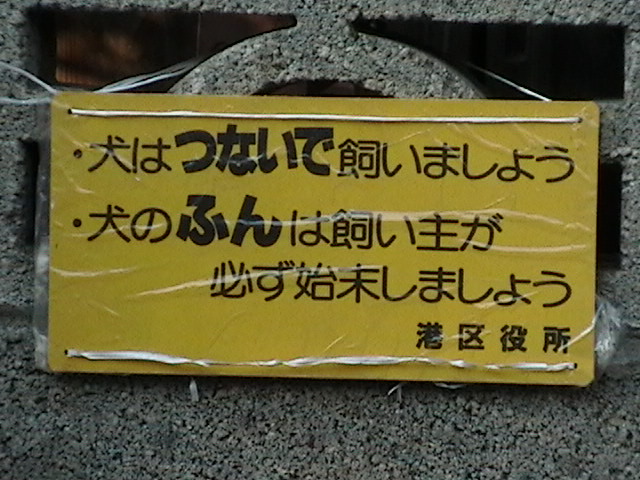 ・犬はつないで飼いましょう
・犬のふんは飼い主が
必ず始末しましょう
港区役所